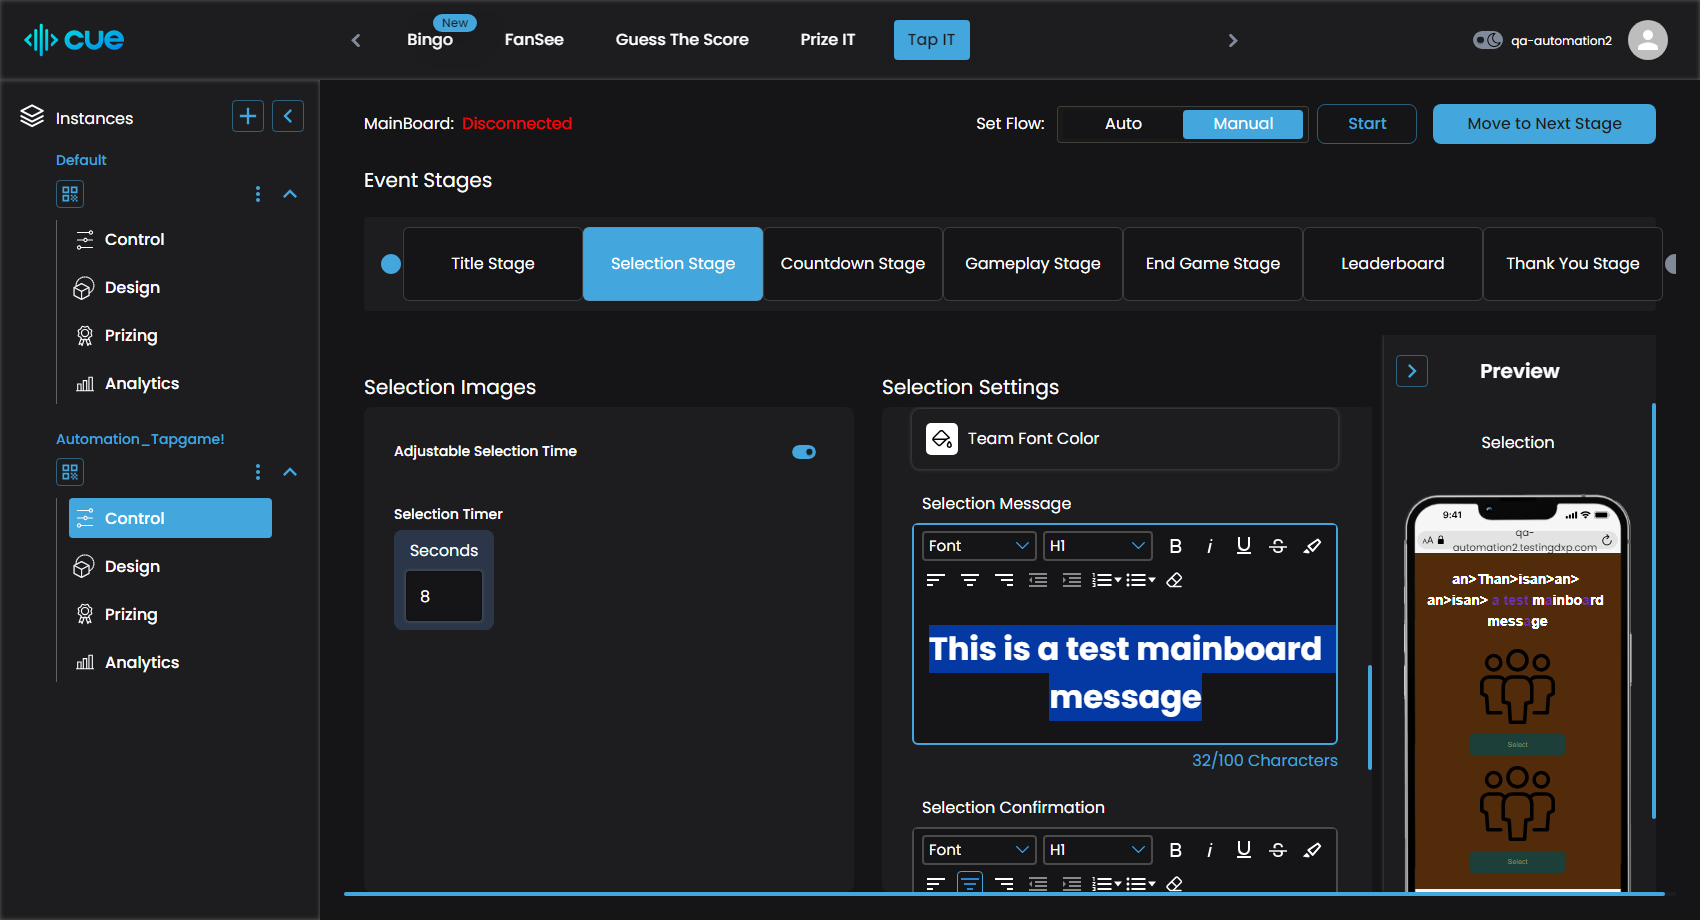 cue
Bingo
New
FanSee
Guess The Score
Prize IT
Tap IT
qa-automation2
Instances
Default
Control
Design
Prizing
Analytics
Automation_Tapgame!
Control
Design
Prizing
Analytics
MainBoard: Disconnected
Set Flow:
Auto
Manual
Start
Move to Next Stage
Event Stages
Title Stage
Selection Stage
Countdown Stage
Gameplay Stage
End Game Stage
Leaderboard
Thank You Stage
Selection Images
Adjustable Selection Time
Selection Timer
Seconds
8
Selection Settings
Team Font Color
Selection Message
Font
H1
B
i
U
S
This is a test mainboard
message
32/100 Characters
Selection Confirmation
Font
H1
B
i
U
S
Preview
Selection
9:41
AA
qa-
automation2.testingdxp.com
an>Than>isan>an>
an>isan> a test mainboard
message
Select
Select